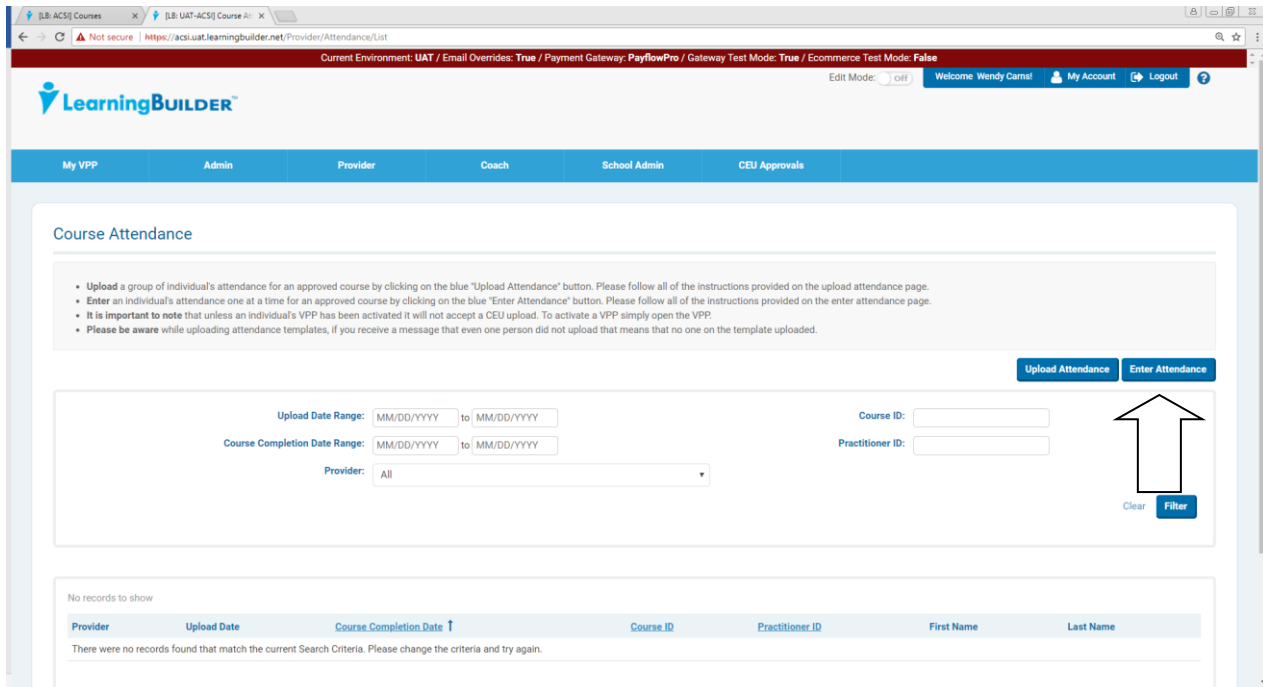 [LB: ACSI] Courses
[LB: UAT-ACSI] Course At
Not secure | https://acsi.uat.learningbuilder.net/Provider/Attendance/List
Current Environment: UAT / Email Overrides: True / Payment Gateway: PayflowPro / Gateway Test Mode: True / Ecommerce Test Mode: False
Edit Mode: Off Welcome Wendy Carns! My Account Logout ?
LearningBUILDER™
My VPP Admin Provider Coach School Admin CEU Approvals
Course Attendance
• Upload a group of individual's attendance for an approved course by clicking on the blue "Upload Attendance" button. Please follow all of the instructions provided on the upload attendance page.
• Enter an individual's attendance one at a time for an approved course by clicking on the blue "Enter Attendance" button. Please follow all of the instructions provided on the enter attendance page.
• It is important to note that unless an individual's VPP has been activated it will not accept a CEU upload. To activate a VPP simply open the VPP.
• Please be aware while uploading attendance templates, if you receive a message that even one person did not upload that means that no one on the template uploaded.
Upload Attendance Enter Attendance
Upload Date Range: MM/DD/YYYY to MM/DD/YYYY Course ID:
Course Completion Date Range: MM/DD/YYYY to MM/DD/YYYY Practitioner ID:
Provider: All
Clear Filter
No records to show
Provider Upload Date Course Completion Date Course ID Practitioner ID First Name Last Name
There were no records found that match the current Search Criteria. Please change the criteria and try again.